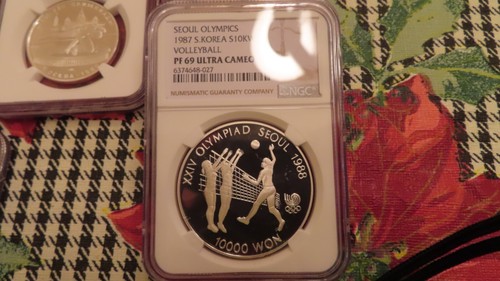 SEOUL OLYMPICS
1987 S.KOREA S10KW
VOLLEYBALL
PF 69 ULTRA CAMEO
6374648-027
NUMISMATIC GUARANTY COMPANY
NGC
XXIV OLYMPIAD SEOUL 1988
10000 WON